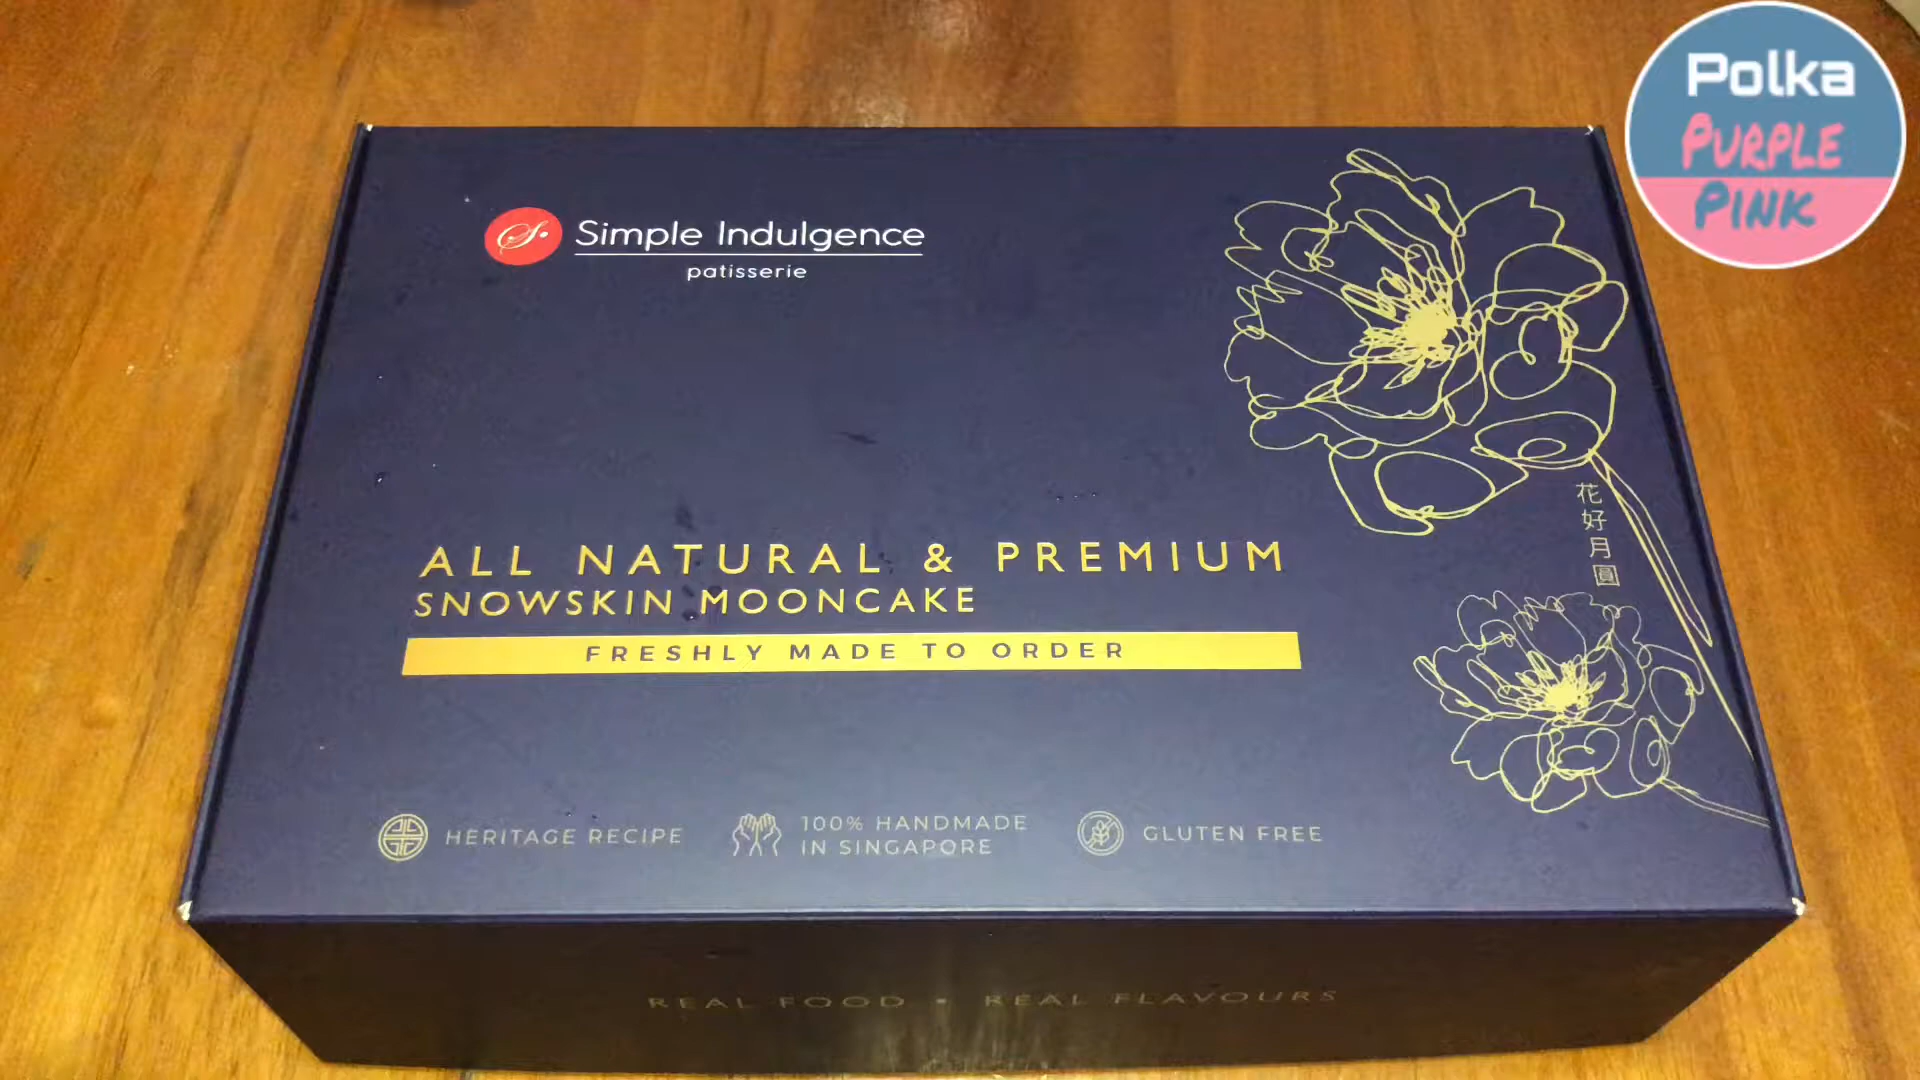 Polka
PURPLE
PINK
Simple Indulgence
patisserie
花好月圓
ALL NATURAL & PREMIUM
SNOWSKIN MOONCAKE
FRESHLY MADE TO ORDER
HERITAGE RECIPE
100% HANDMADE
IN SINGAPORE
GLUTEN FREE
REAL FOOD • REAL FLAVOURS